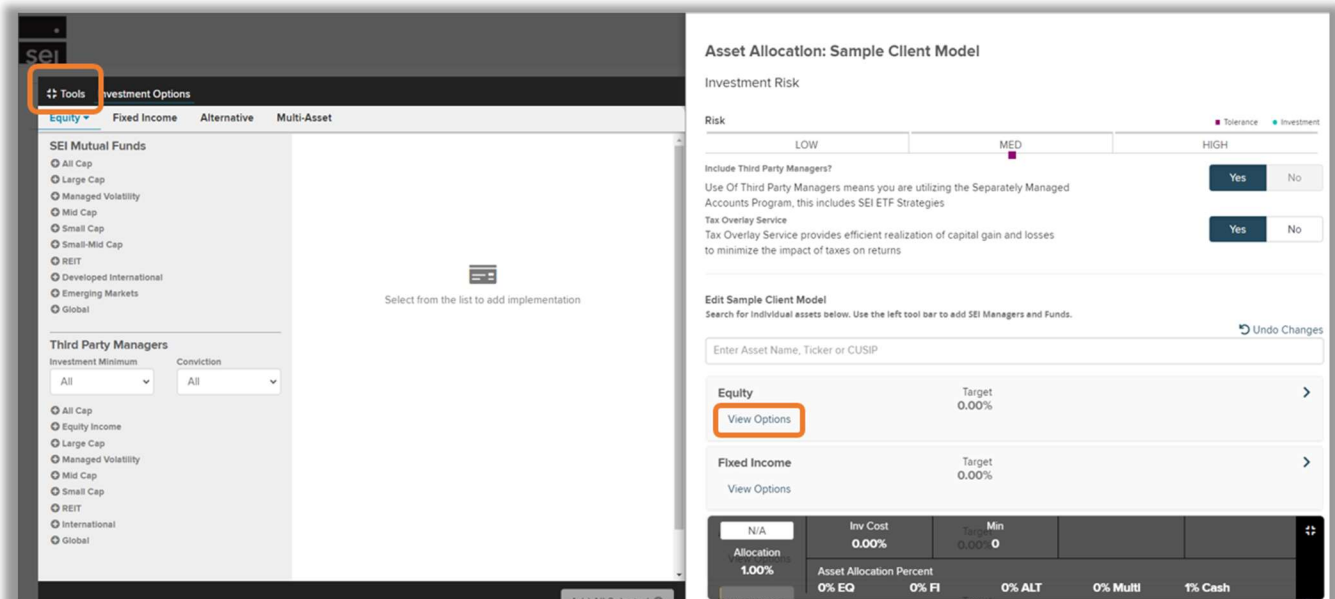 sei
Tools
Investment Options
Equity
Fixed Income
Alternative
Multi-Asset
SEI Mutual Funds
All Cap
Large Cap
Managed Volatility
Mid Cap
Small Cap
Small-Mid Cap
REIT
Developed International
Emerging Markets
Global
Third Party Managers
Investment Minimum
Conviction
All
All
All Cap
Equity Income
Large Cap
Managed Volatility
Mid Cap
Small Cap
REIT
International
Global
Select from the list to add implementation
Asset Allocation: Sample Client Model
Investment Risk
Risk
Tolerance
Investment
LOW
MED
HIGH
Include Third Party Managers?
Use Of Third Party Managers means you are utilizing the Separately Managed
Accounts Program, this includes SEI ETF Strategies
Yes
No
Tax Overlay Service
Tax Overlay Service provides efficient realization of capital gain and losses
to minimize the impact of taxes on returns
Yes
No
Edit Sample Client Model
Search for individual assets below. Use the left tool bar to add SEI Managers and Funds.
Undo Changes
Enter Asset Name, Ticker or CUSIP
Equity
Target
0.00%
View Options
Fixed Income
Target
0.00%
View Options
N/A
Allocation
1.00%
Inv Cost
0.00%
Min
0
Asset Allocation Percent
0% EQ
0% FI
0% ALT
0% Multi
1% Cash